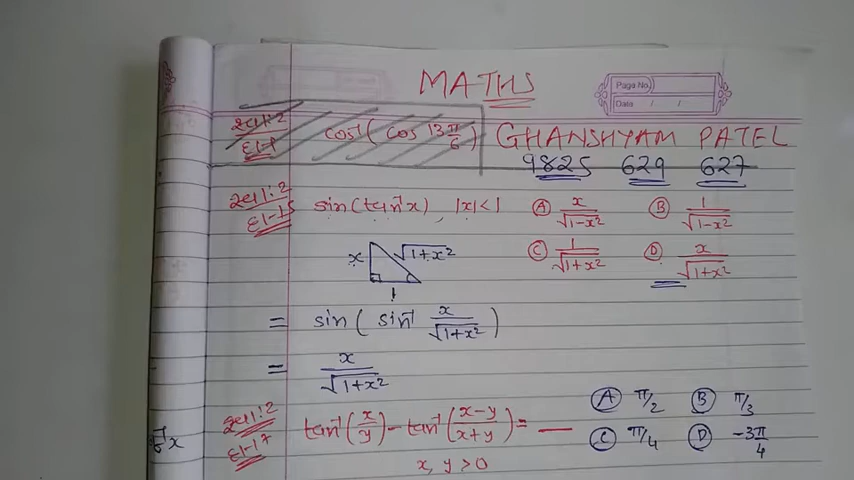 MATHS
Page No.
Date / /
cos⁻¹(cos 13π/6) GHANSHYAM PATEL
9825 629 627
sin(tan⁻¹x), |x|<1 Ⓐ x/√1-x² Ⓑ 1/√1-x²
Ⓒ 1/√1+x² Ⓓ x/√1+x²
x √1+x²
1
= sin(sin⁻¹ x/√1+x²)
= x/√1+x²
tan⁻¹(x/y) - tan⁻¹(x-y/x+y) = __ Ⓐ π/2 Ⓑ π/3
x, y > 0 Ⓒ π/4 Ⓓ -3π/4